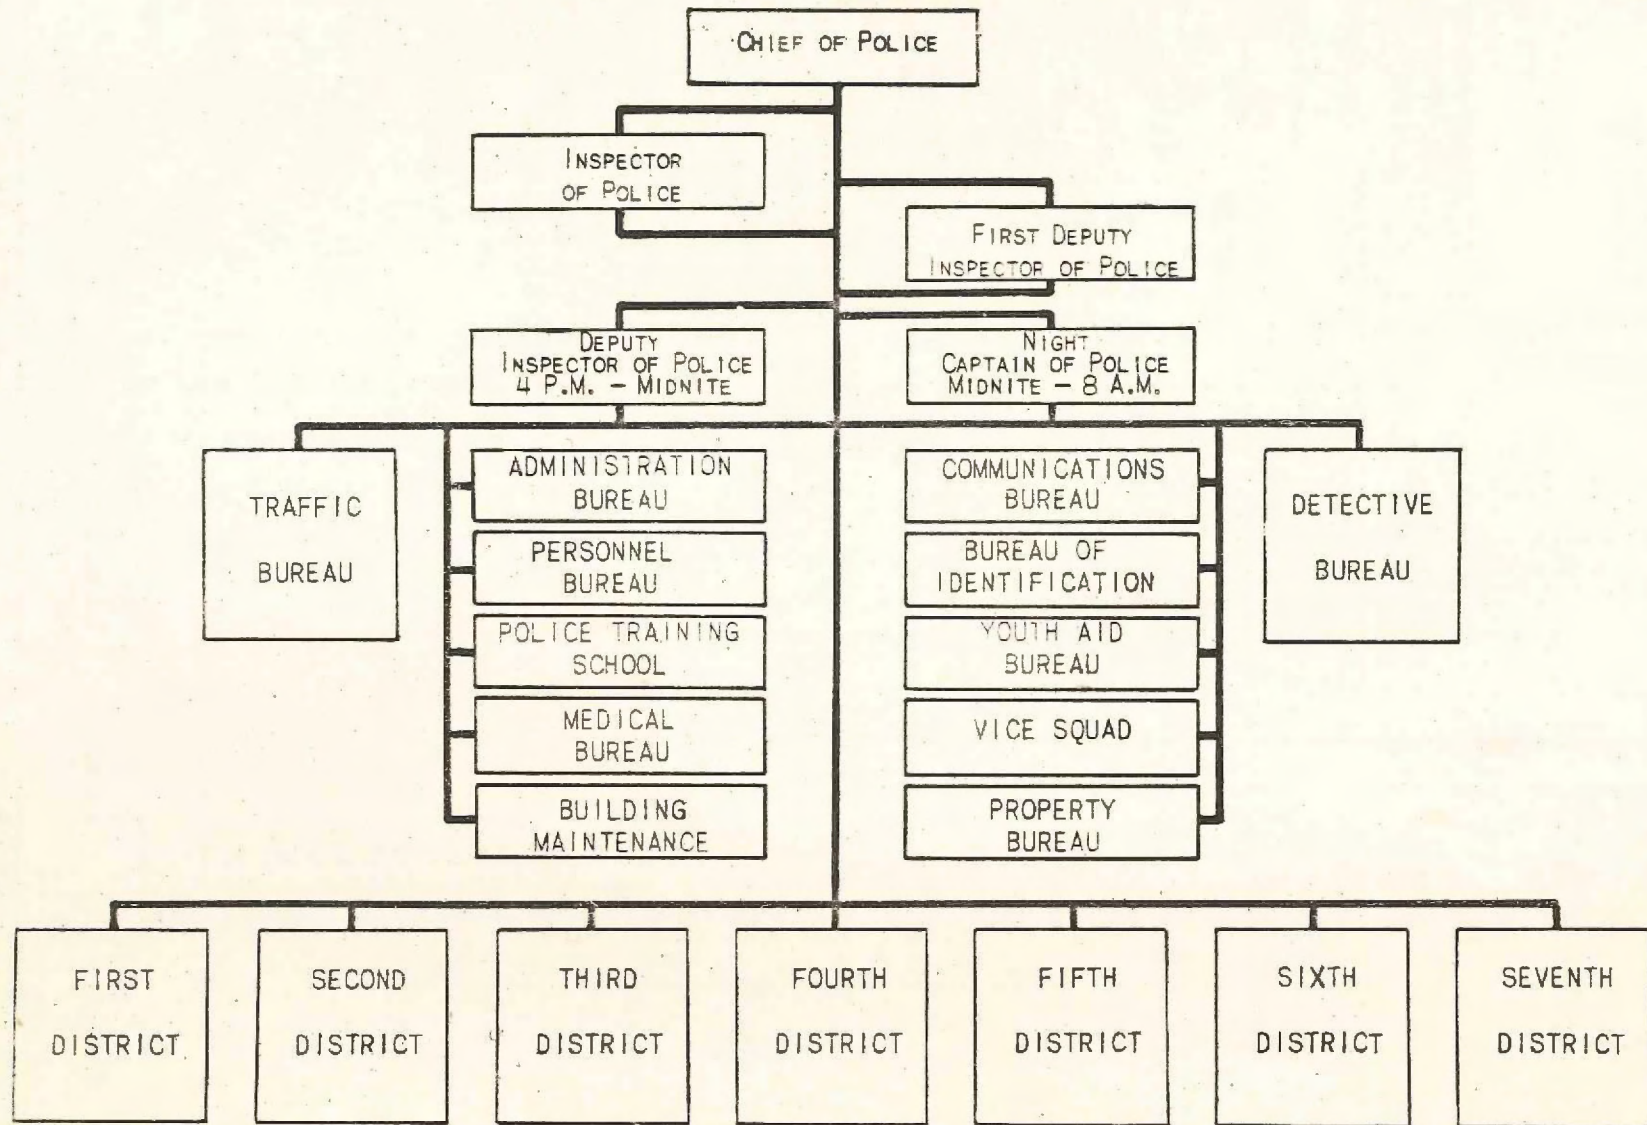 CHIEF OF POLICE
INSPECTOR
OF POLICE
FIRST DEPUTY
INSPECTOR OF POLICE
DEPUTY
INSPECTOR OF POLICE
4 P.M. - MIDNITE
NIGHT
CAPTAIN OF POLICE
MIDNITE - 8 A.M.
TRAFFIC
BUREAU
ADMINISTRATION
BUREAU
PERSONNEL
BUREAU
POLICE TRAINING
SCHOOL
MEDICAL
BUREAU
BUILDING
MAINTENANCE
COMMUNICATIONS
BUREAU
BUREAU OF
IDENTIFICATION
YOUTH AID
BUREAU
VICE SQUAD
PROPERTY
BUREAU
DETECTIVE
BUREAU
FIRST
DISTRICT
SECOND
DISTRICT
THIRD
DISTRICT
FOURTH
DISTRICT
FIFTH
DISTRICT
SIXTH
DISTRICT
SEVENTH
DISTRICT